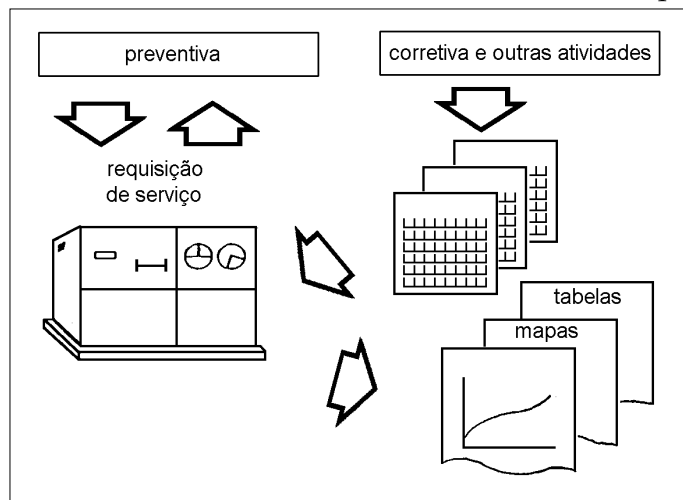 preventiva
corretiva e outras atividades
requisição
de serviço
tabelas
mapas